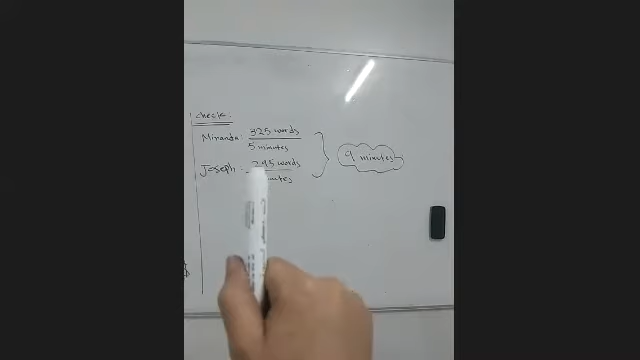 check:
Miranda: 325 words
5 minutes
Joseph: 295 words
9 minutes